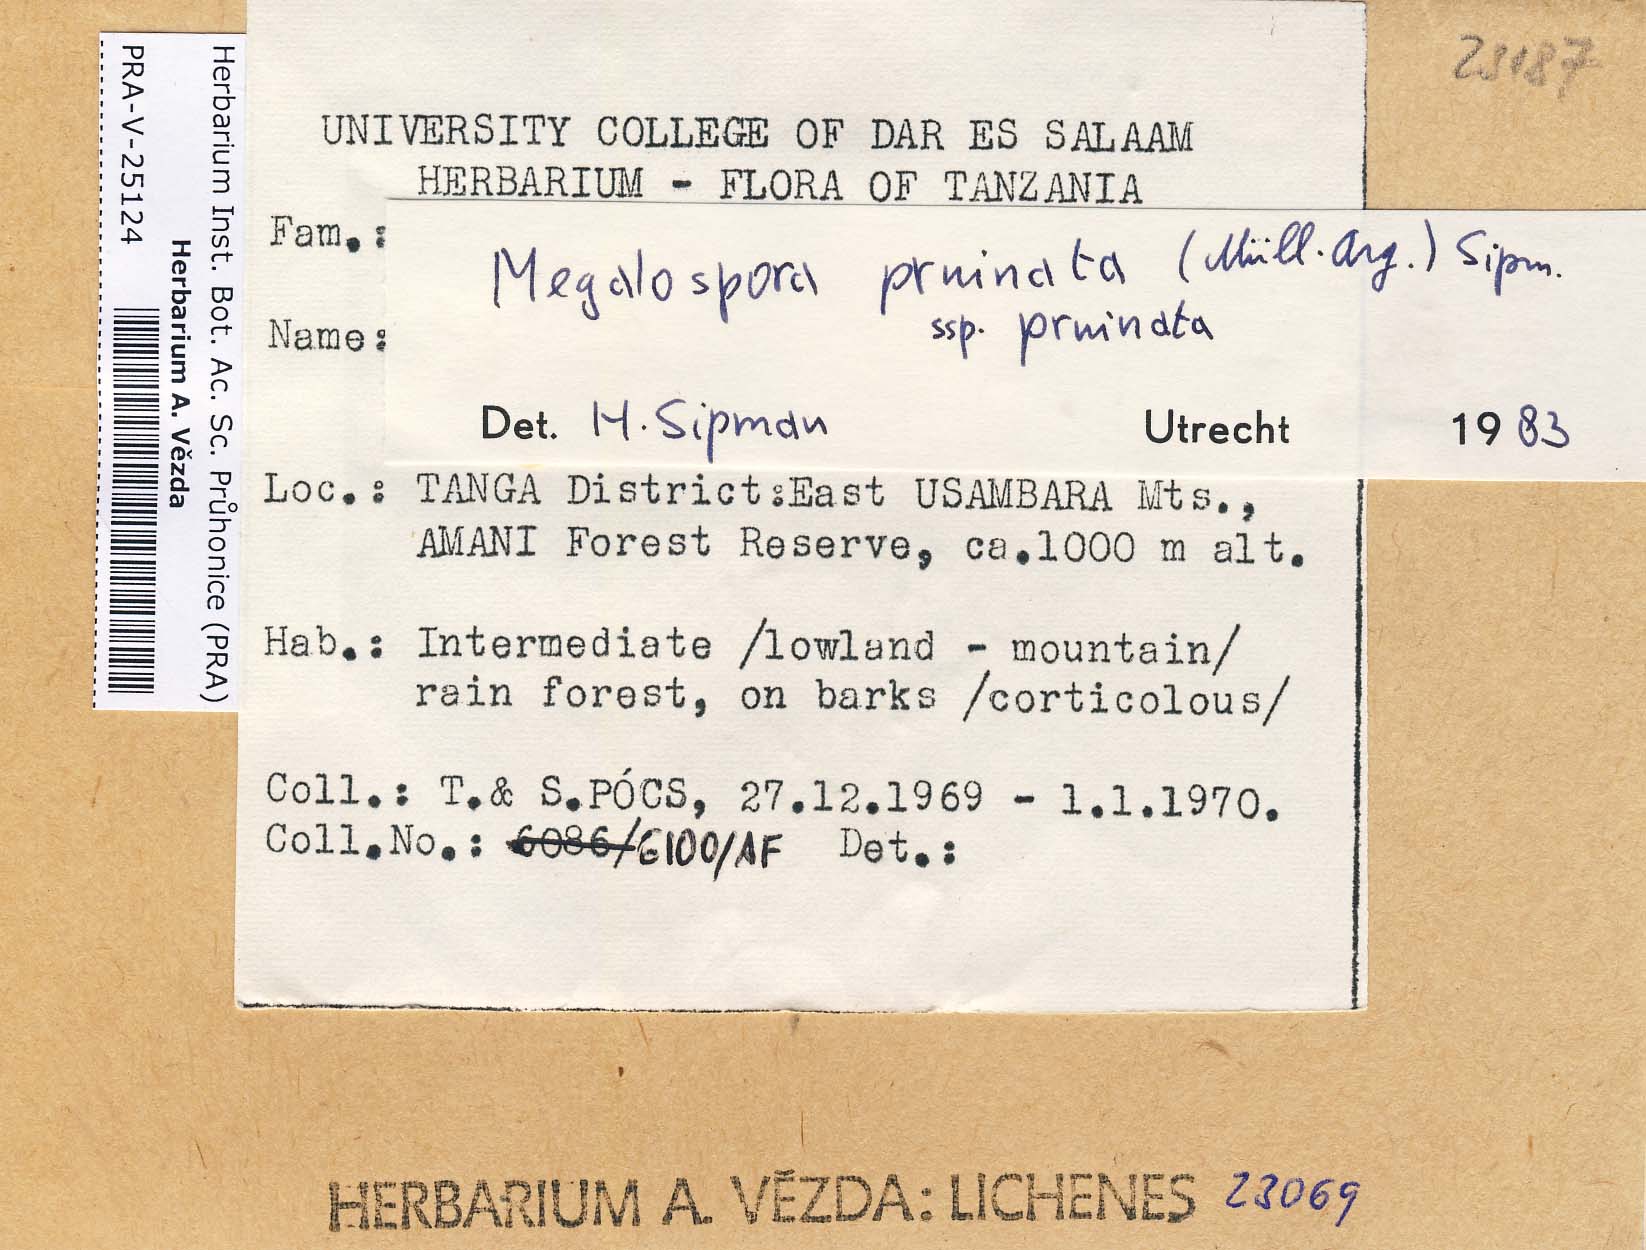 23187
Herbarium Inst. Bot. Ac. Sc. Průhonice (PRA)
Herbarium A. Vězda
PRA-V-25124
UNIVERSITY COLLEGE OF DAR ES SALAAM
HERBARIUM - FLORA OF TANZANIA
Fam.:
Megalospora pruinata (Müll. Arg.) Sipm.
ssp. pruinata
Name:
Det. H. Sipman Utrecht 1983
Loc.: TANGA District:East USAMBARA Mts.,
AMANI Forest Reserve, ca.1000 m alt.
Hab.: Intermediate /lowland - mountain/
rain forest, on barks /corticolous/
Coll.: T.& S.PÓCS, 27.12.1969 - 1.1.1970.
Coll.No.: 6086/6100/AF Det.:
HERBARIUM A. VĚZDA: LICHENES 23069